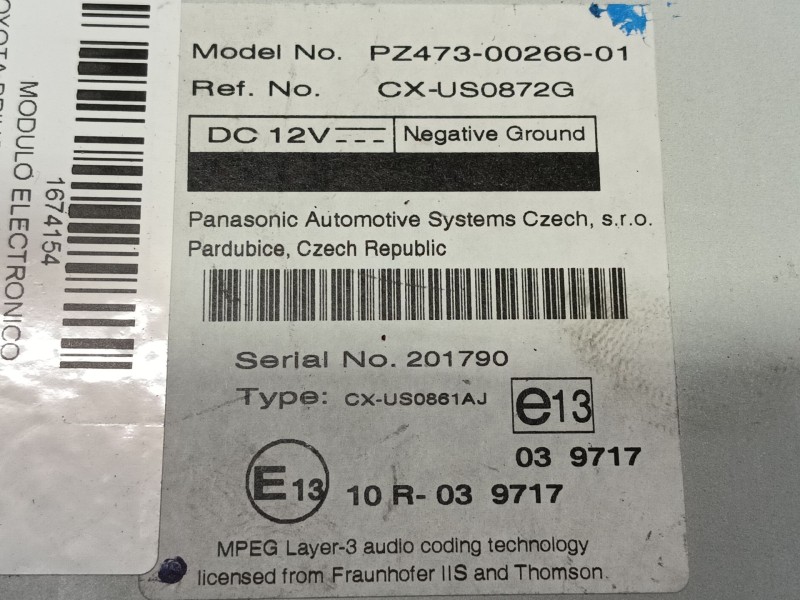 Model No. PZ473-00266-01
Ref. No. CX-US0872G
DC 12V Negative Ground
Panasonic Automotive Systems Czech, s.r.o.
Pardubice, Czech Republic
Serial No. 201790
Type: CX-US0861AJ e13
03 9717
E13 10 R- 03 9717
MPEG Layer-3 audio coding technology
licensed from Fraunhofer IIS and Thomson.
1674154
MODULO ELECTRONICO